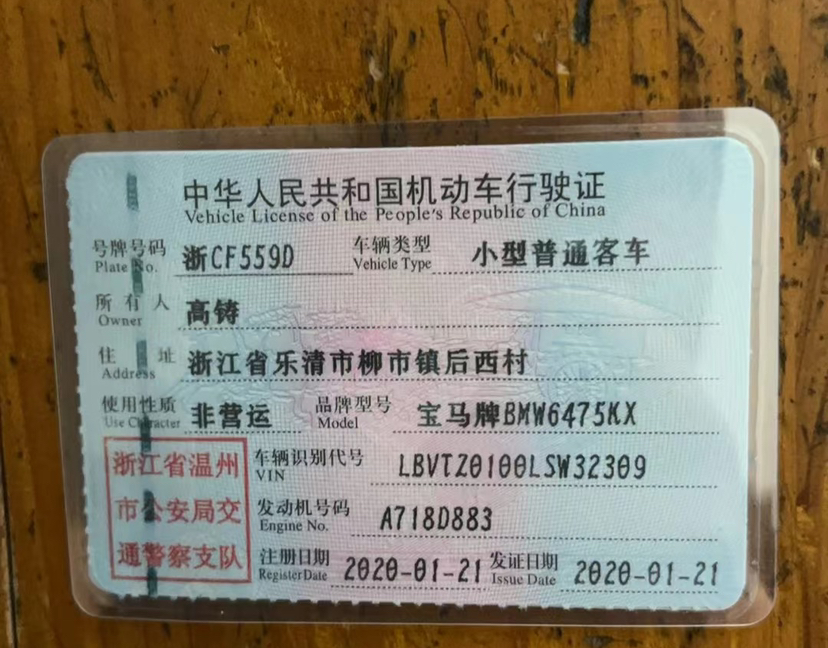 中华人民共和国机动车行驶证
Vehicle License of the People's Republic of China
号牌号码 浙CF559D 车辆类型 小型普通客车
Plate No. Vehicle Type
所有人 高铸
Owner
住址 浙江省乐清市柳市镇后西村
Address
使用性质 非营运 品牌型号 宝马牌BMW6475KX
Use Character Model
浙江省温州 车辆识别代号 LBVTZ0100LSW32309
VIN
市公安局交 发动机号码 A718D883
Engine No.
通警察支队 注册日期 2020-01-21 发证日期 2020-01-21
Register Date Issue Date